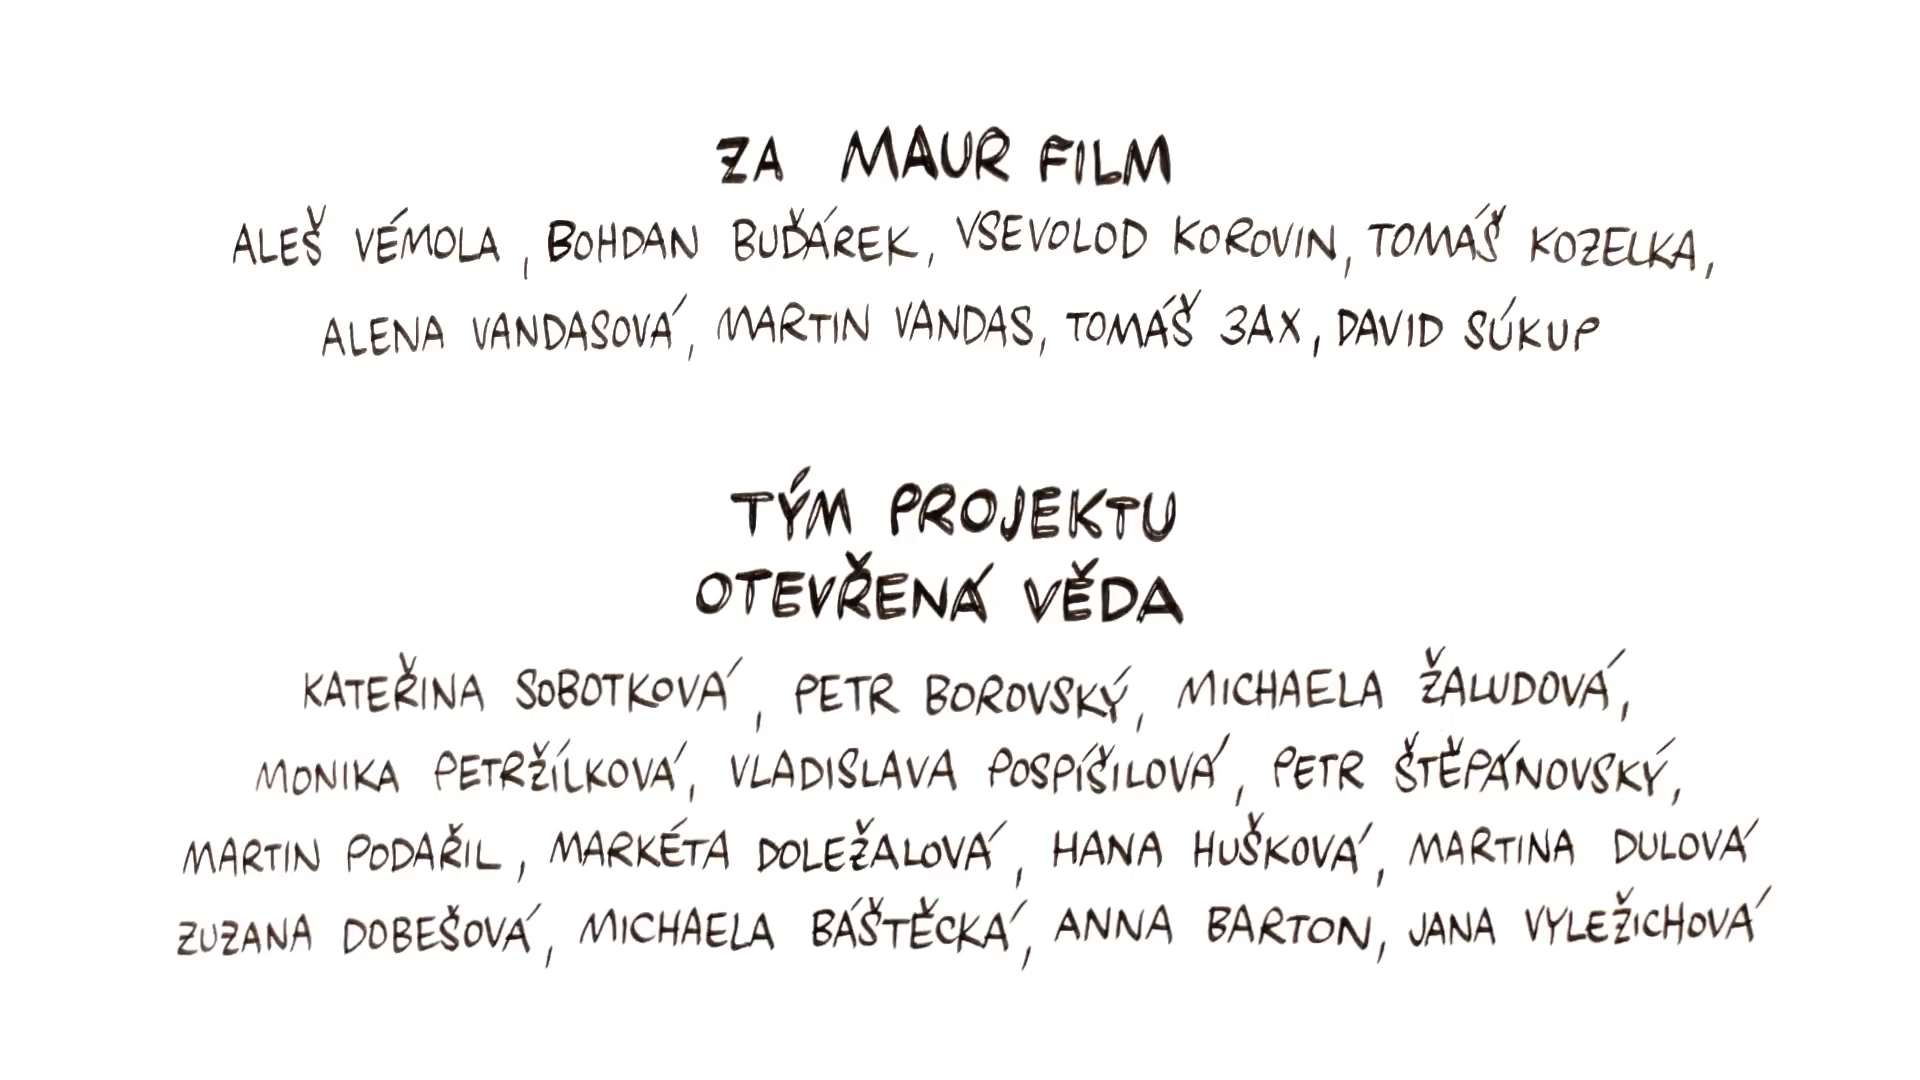 ZA MAUR FILM
ALEŠ VÉMOLA, BOHDAN BUĎÁREK, VSEVOLOD KOROVIN, TOMÁŠ KOZELKA,
ALENA VANDASOVÁ, MARTIN VANDAS, TOMÁŠ 3AX, DAVID SÚKUP
TÝM PROJEKTU
OTEVŘENÁ VĚDA
KATEŘINA SOBOTKOVÁ, PETR BOROVSKÝ, MICHAELA ŽALUDOVÁ,
MONIKA PETRŽÍLKOVÁ, VLADISLAVA POSPÍŠILOVÁ, PETR ŠTĚPÁNOVSKÝ,
MARTIN PODAŘIL, MARKÉTA DOLEŽALOVÁ, HANA HUŠKOVÁ, MARTINA DULOVÁ
ZUZANA DOBEŠOVÁ, MICHAELA BÁŠTĚCKÁ, ANNA BARTON, JANA VYLEŽICHOVÁ